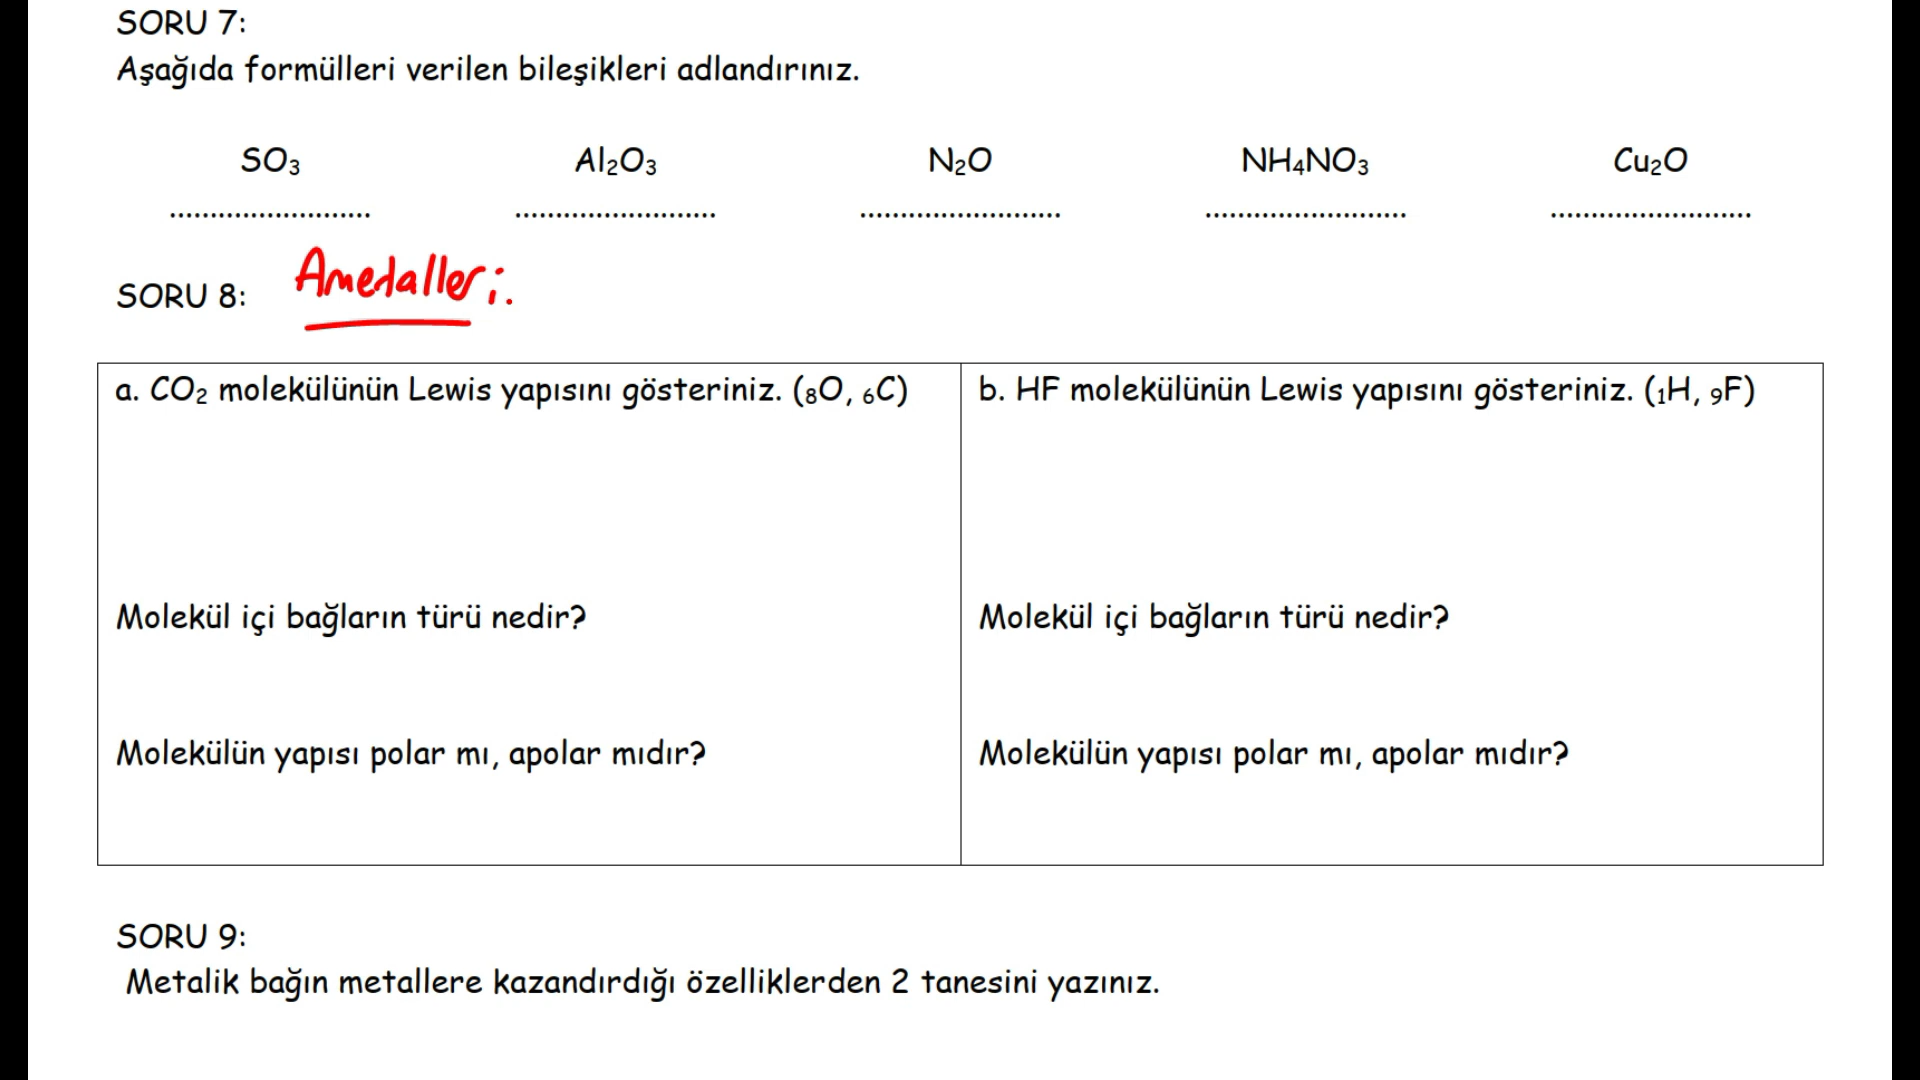 SORU 7:
Aşağıda formülleri verilen bileşikleri adlandırınız.
SO₃ Al₂O₃ N₂O NH₄NO₃ Cu₂O
......................... ......................... ......................... ......................... .........................
SORU 8: Ametaller;.
a. CO₂ molekülünün Lewis yapısını gösteriniz. (₈O, ₆C)
Molekül içi bağların türü nedir?
Molekülün yapısı polar mı, apolar mıdır?
b. HF molekülünün Lewis yapısını gösteriniz. (₁H, ₉F)
Molekül içi bağların türü nedir?
Molekülün yapısı polar mı, apolar mıdır?
SORU 9:
Metalik bağın metallere kazandırdığı özelliklerden 2 tanesini yazınız.